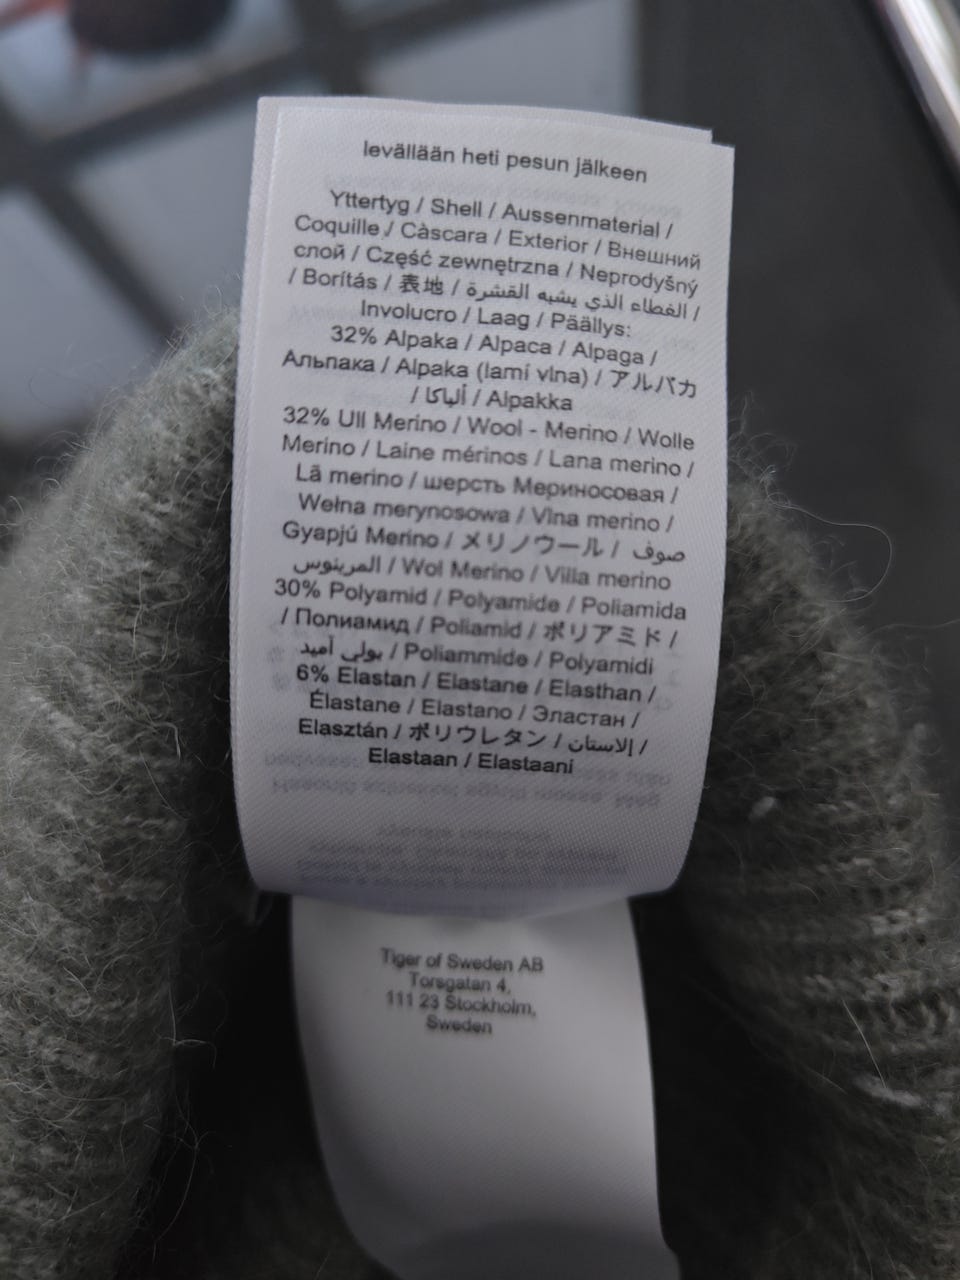 levällään heti pesun jälkeen
Yttertyg / Shell / Aussenmaterial /
Coquille / Càscara / Exterior / Внешний
слой / Część zewnętrzna / Neprodyšný
/ Borítás / 表地 / الغطاء الذي يشبه القشرة /
Involucro / Laag / Päällys:
32% Alpaka / Alpaca / Alpaga /
Альпака / Alpaka (lamí vlna) / アルパカ
/ ألباكا / Alpakka
32% Ull Merino / Wool - Merino / Wolle
Merino / Laine mérinos / Lana merino /
Lã merino / шерсть Мериносовая /
Wełna merynosowa / Vlna merino /
Gyapjú Merino / メリノウール / صوف
المرينوس / Wol Merino / Villa merino
30% Polyamid / Polyamide / Poliamida
/ Полиамид / Poliamid / ポリアミド /
بولي أميد / Poliammide / Polyamidi
6% Elastan / Elastane / Elasthan /
Élastane / Elastano / Эластан /
Elasztán / ポリウレタン / إلاستان /
Elastaan / Elastaani
Tiger of Sweden AB
Torsgatan 4,
111 23 Stockholm,
Sweden